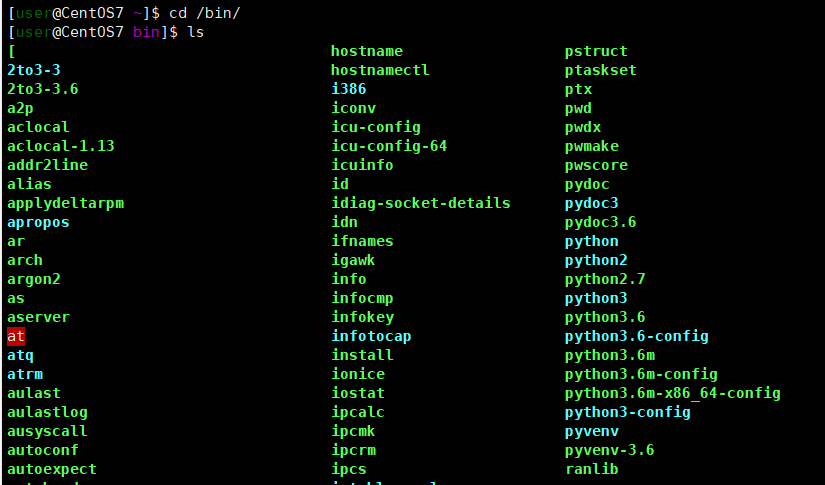 [user@CentOS7 ~]$ cd /bin/
[user@CentOS7 bin]$ ls
[ hostname pstruct
2to3-3 hostnamectl ptaskset
2to3-3.6 i386 ptx
a2p iconv pwd
aclocal icu-config pwdx
aclocal-1.13 icu-config-64 pwmake
addr2line icuinfo pwscore
alias id pydoc
applydeltarpm idiag-socket-details pydoc3
apropos idn pydoc3.6
ar ifnames python
arch igawk python2
argon2 info python2.7
as infocmp python3
aserver infokey python3.6
at infotocap python3.6-config
atq install python3.6m
atrm ionice python3.6m-config
aulast iostat python3.6m-x86_64-config
aulastlog ipcalc python3-config
ausyscall ipcmk pyvenv
autoconf ipcrm pyvenv-3.6
autoexpect ipcs ranlib